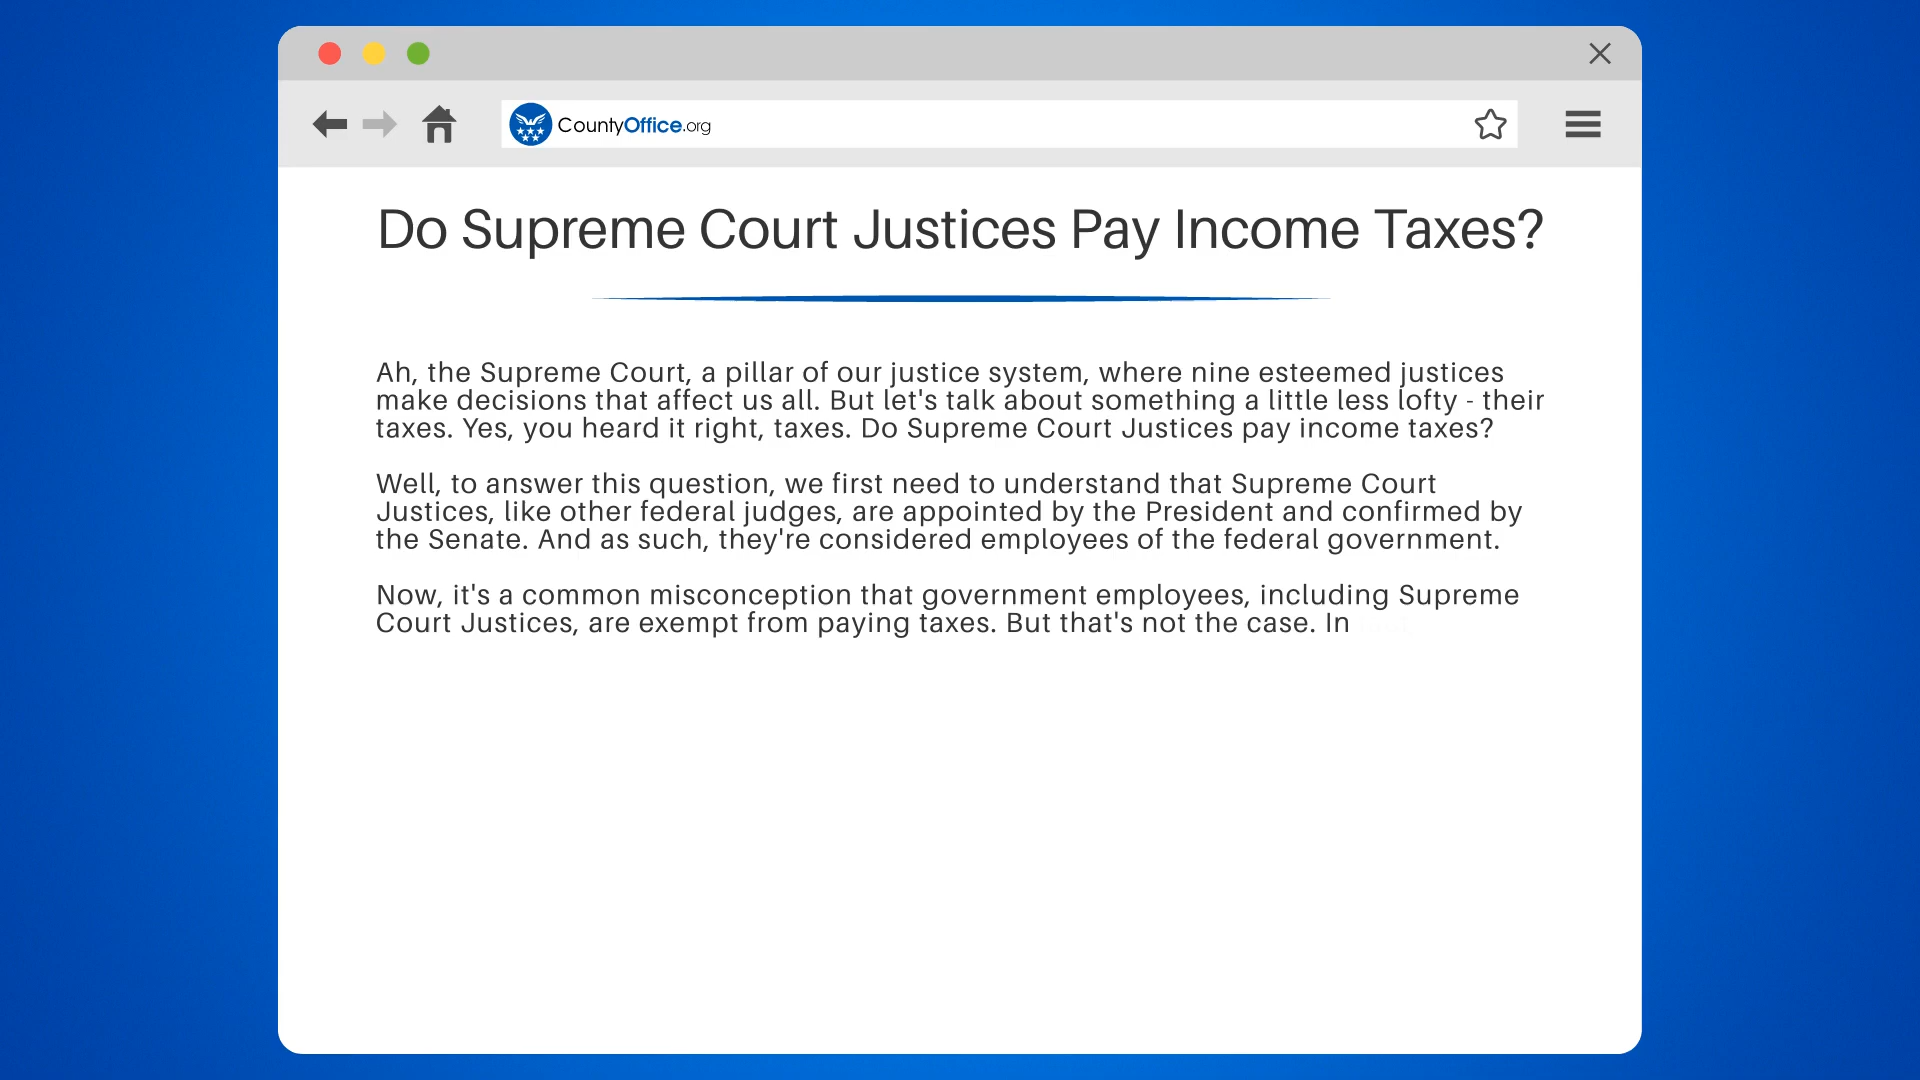 CountyOffice.org
Do Supreme Court Justices Pay Income Taxes?
Ah, the Supreme Court, a pillar of our justice system, where nine esteemed justices
make decisions that affect us all. But let's talk about something a little less lofty - their
taxes. Yes, you heard it right, taxes. Do Supreme Court Justices pay income taxes?
Well, to answer this question, we first need to understand that Supreme Court
Justices, like other federal judges, are appointed by the President and confirmed by
the Senate. And as such, they're considered employees of the federal government.
Now, it's a common misconception that government employees, including Supreme
Court Justices, are exempt from paying taxes. But that's not the case. In